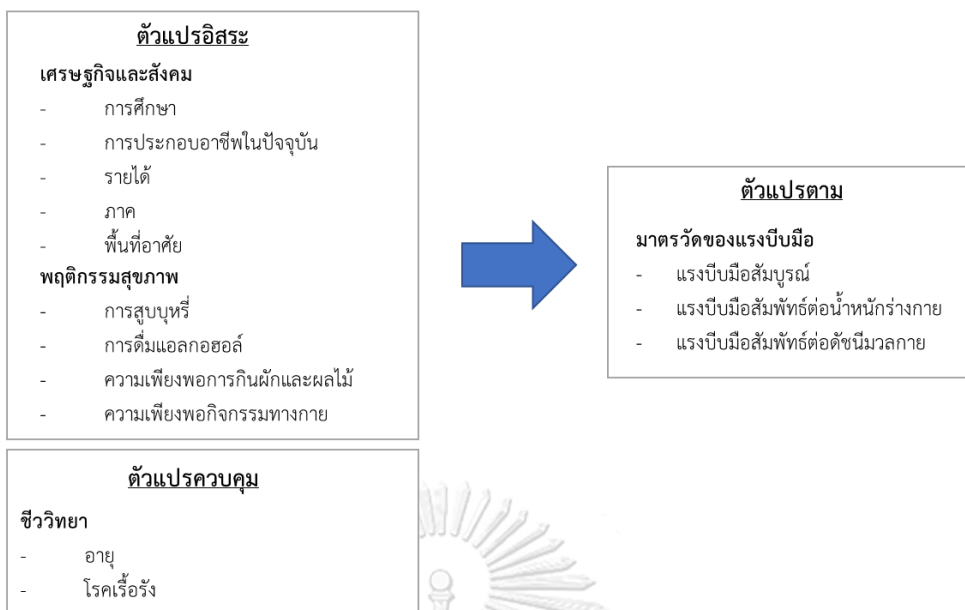 ตัวแปรอิสระ
เศรษฐกิจและสังคม
- การศึกษา
- การประกอบอาชีพในปัจจุบัน
- รายได้
- ภาค
- พื้นที่อาศัย
พฤติกรรมสุขภาพ
- การสูบบุหรี่
- การดื่มแอลกอฮอล์
- ความเพียงพอการกินผักและผลไม้
- ความเพียงพอกิจกรรมทางกาย
ตัวแปรควบคุม
ชีววิทยา
- อายุ
- โรคเรื้อรัง
ตัวแปรตาม
มาตรวัดของแรงบีบมือ
- แรงบีบมือสัมบูรณ์
- แรงบีบมือสัมพัทธ์ต่อน้ำหนักร่างกาย
- แรงบีบมือสัมพัทธ์ต่อดัชนีมวลกาย